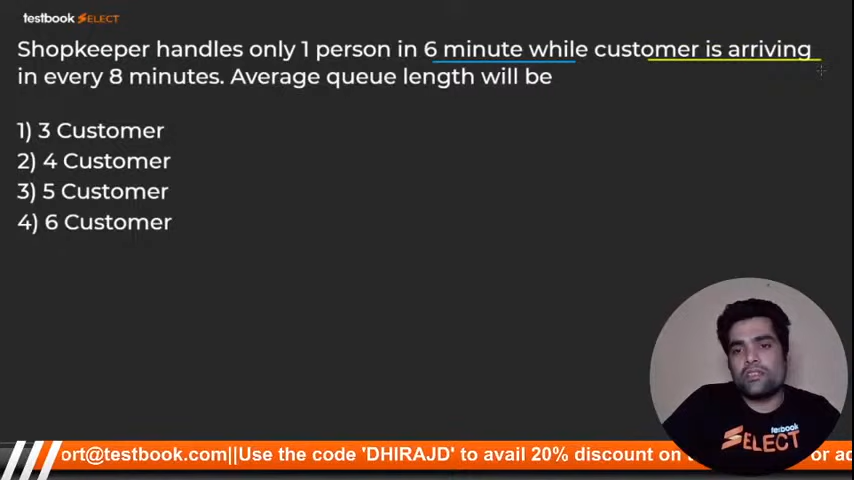 testbook SELECT
Shopkeeper handles only 1 person in 6 minute while customer is arriving
in every 8 minutes. Average queue length will be
1) 3 Customer
2) 4 Customer
3) 5 Customer
4) 6 Customer
testbook
SELECT
ort@testbook.com||Use the code 'DHIRAJD' to avail 20% discount on
or ad